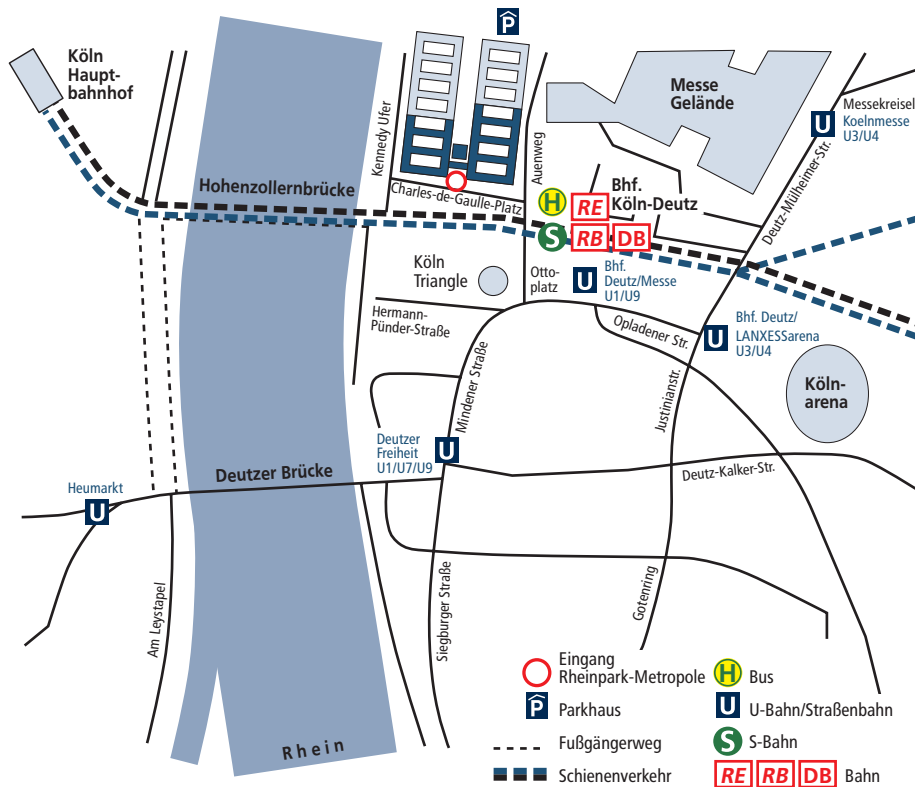 P
Köln
Haupt-
bahnhof
Kennedy Ufer
Auenweg
Messe
Gelände
Messekreisel
Koelnmesse
U3/U4
U
Deutz-Mülheimer-Str.
Hohenzollernbrücke
Charles-de-Gaulle-Platz
H
RE
Bhf.
Köln-Deutz
S
RB
DB
Köln
Triangle
Otto-
platz
U
Bhf.
Deutz/Messe
U1/U9
Hermann-
Pünder-Straße
Opladener Str.
U
Bhf. Deutz/
LANXESSarena
U3/U4
Mindener Straße
Justinianstr.
Köln-
arena
Deutzer
Freiheit
U1/U7/U9
U
Deutzer Brücke
Deutz-Kalker-Str.
Heumarkt
U
Am Leystapel
Siegburger Straße
Gotenring
Rhein
Eingang
Rheinpark-Metropole
H Bus
P Parkhaus
U U-Bahn/Straßenbahn
Fußgängerweg
S S-Bahn
Schienenverkehr
RE RB DB Bahn